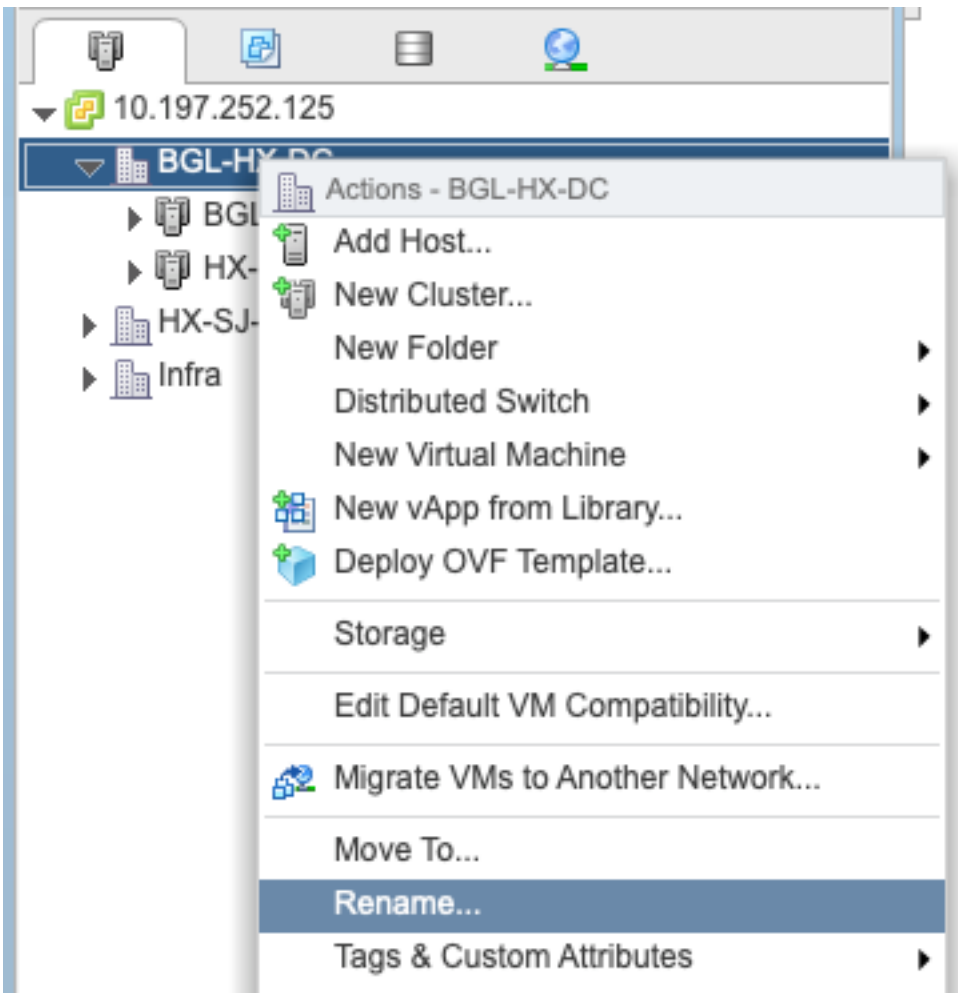 10.197.252.125
BGL-HX-DC
BGL
HX-
HX-SJ-
Infra
Actions - BGL-HX-DC
Add Host...
New Cluster...
New Folder
Distributed Switch
New Virtual Machine
New vApp from Library...
Deploy OVF Template...
Storage
Edit Default VM Compatibility...
Migrate VMs to Another Network...
Move To...
Rename...
Tags & Custom Attributes